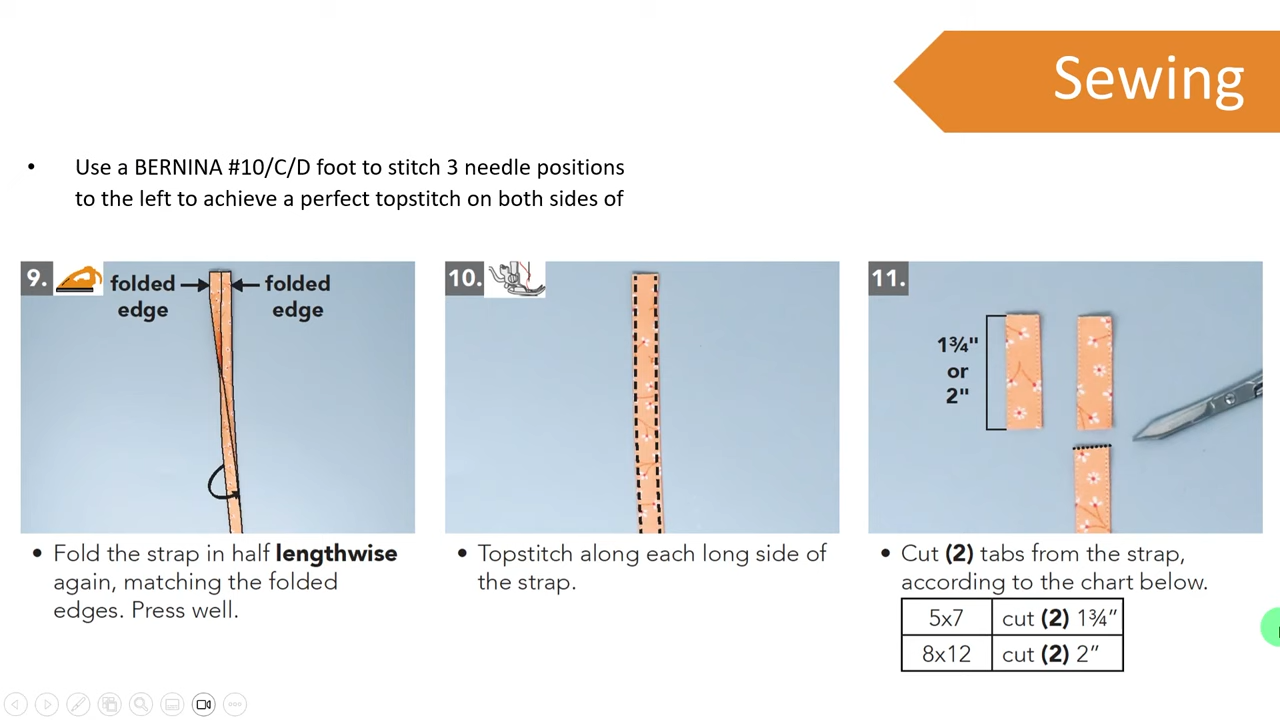 Sewing
• Use a BERNINA #10/C/D foot to stitch 3 needle positions
to the left to achieve a perfect topstitch on both sides of
9.
folded
edge
folded
edge
• Fold the strap in half lengthwise
again, matching the folded
edges. Press well.
10.
• Topstitch along each long side of
the strap.
11.
1¾"
or
2"
• Cut (2) tabs from the strap,
according to the chart below.
5x7 cut (2) 1¾”
8x12 cut (2) 2”